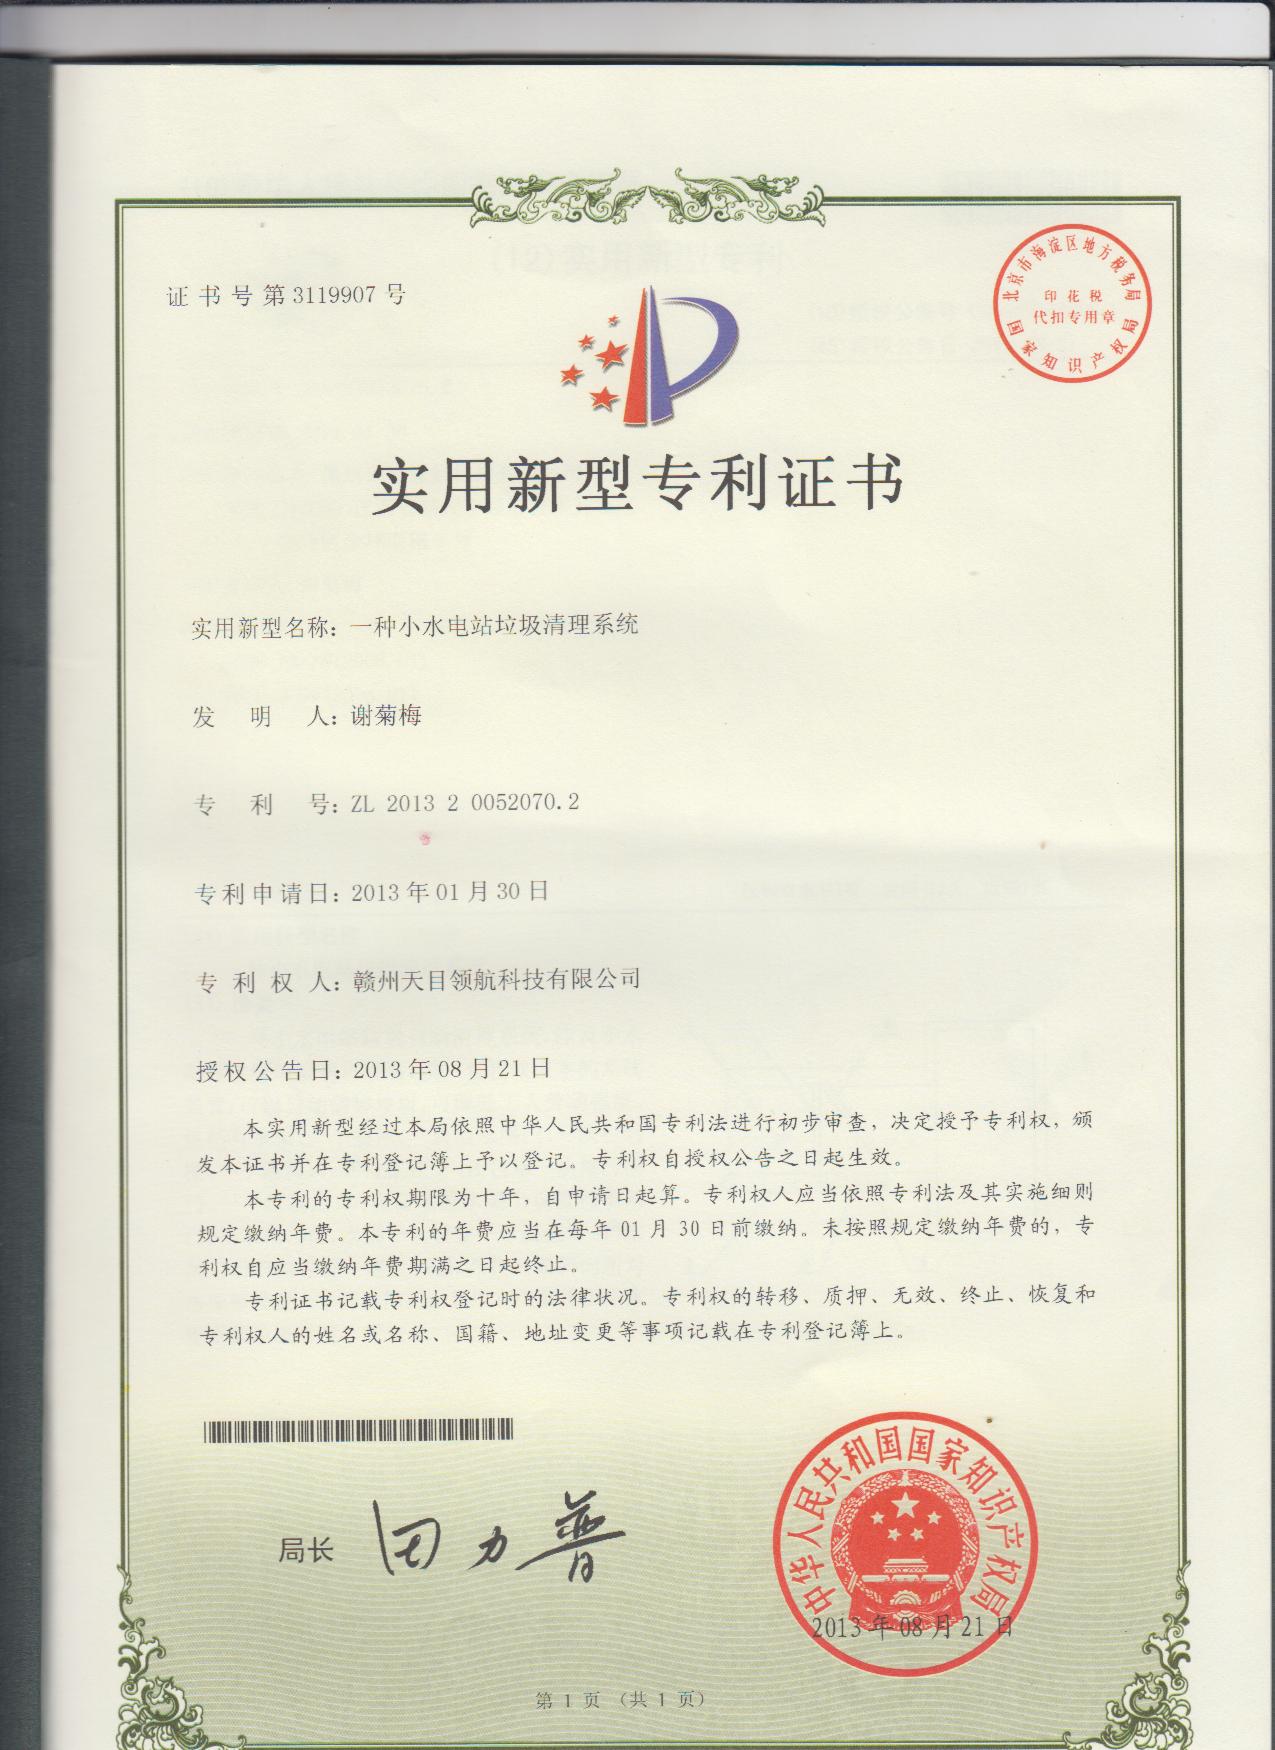 证书号第3119907号
北京市海淀区地方税务局
印花税
代扣专用章
国家知识产权局
实用新型专利证书
实用新型名称：一种小水电站垃圾清理系统
发明人：谢菊梅
专利号：ZL 2013 2 0052070.2
专利申请日：2013年01月30日
专利权人：赣州天目领航科技有限公司
授权公告日：2013年08月21日
本实用新型经过本局依照中华人民共和国专利法进行初步审查，决定授予专利权，颁
发本证书并在专利登记簿上予以登记。专利权自授权公告之日起生效。
本专利的专利权期限为十年，自申请日起算。专利权人应当依照专利法及其实施细则
规定缴纳年费。本专利的年费应当在每年01月30日前缴纳。未按照规定缴纳年费的，专
利权自应当缴纳年费期满之日起终止。
专利证书记载专利权登记时的法律状况。专利权的转移、质押、无效、终止、恢复和
专利权人的姓名或名称、国籍、地址变更等事项记载在专利登记簿上。
局长 田力普
中华人民共和国国家知识产权局
2013年08月21日
第1页（共1页）